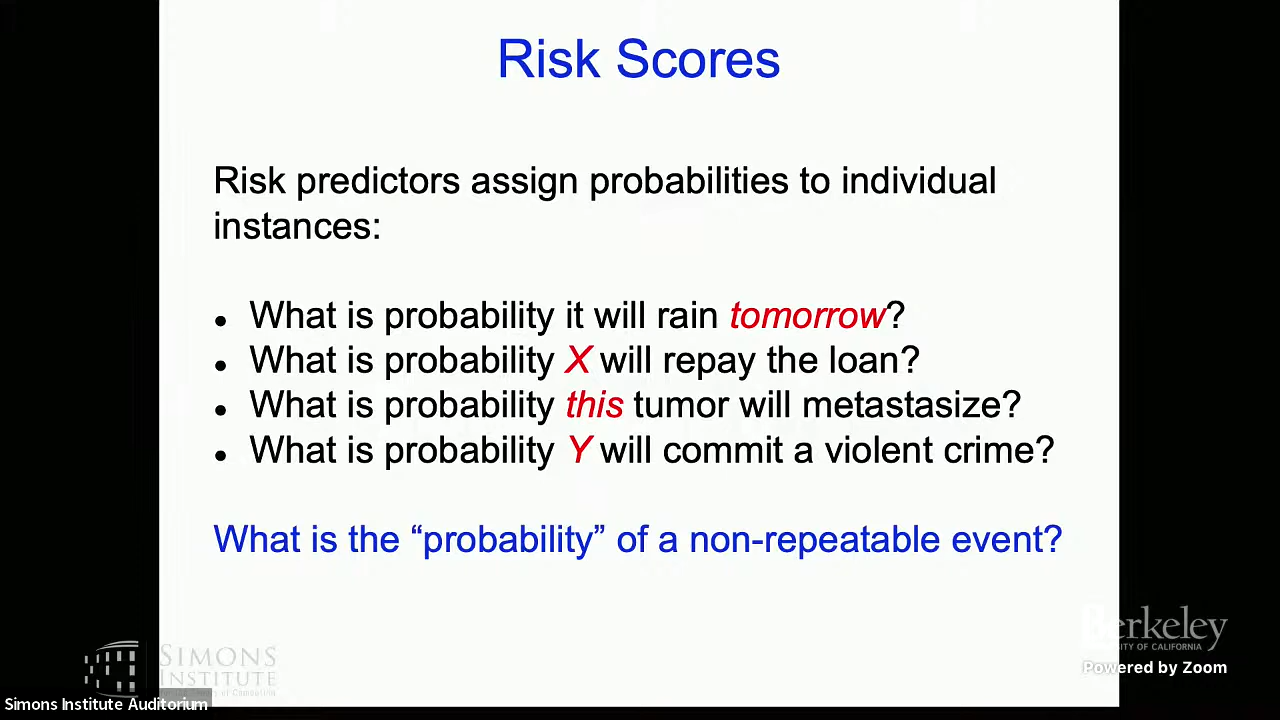 Risk Scores
Risk predictors assign probabilities to individual
instances:
• What is probability it will rain tomorrow?
• What is probability X will repay the loan?
• What is probability this tumor will metastasize?
• What is probability Y will commit a violent crime?
What is the “probability” of a non-repeatable event?
Berkeley
OF CALIFORNIA
Powered by Zoom
SIMONS
INSTITUTE
Simons Institute Auditorium